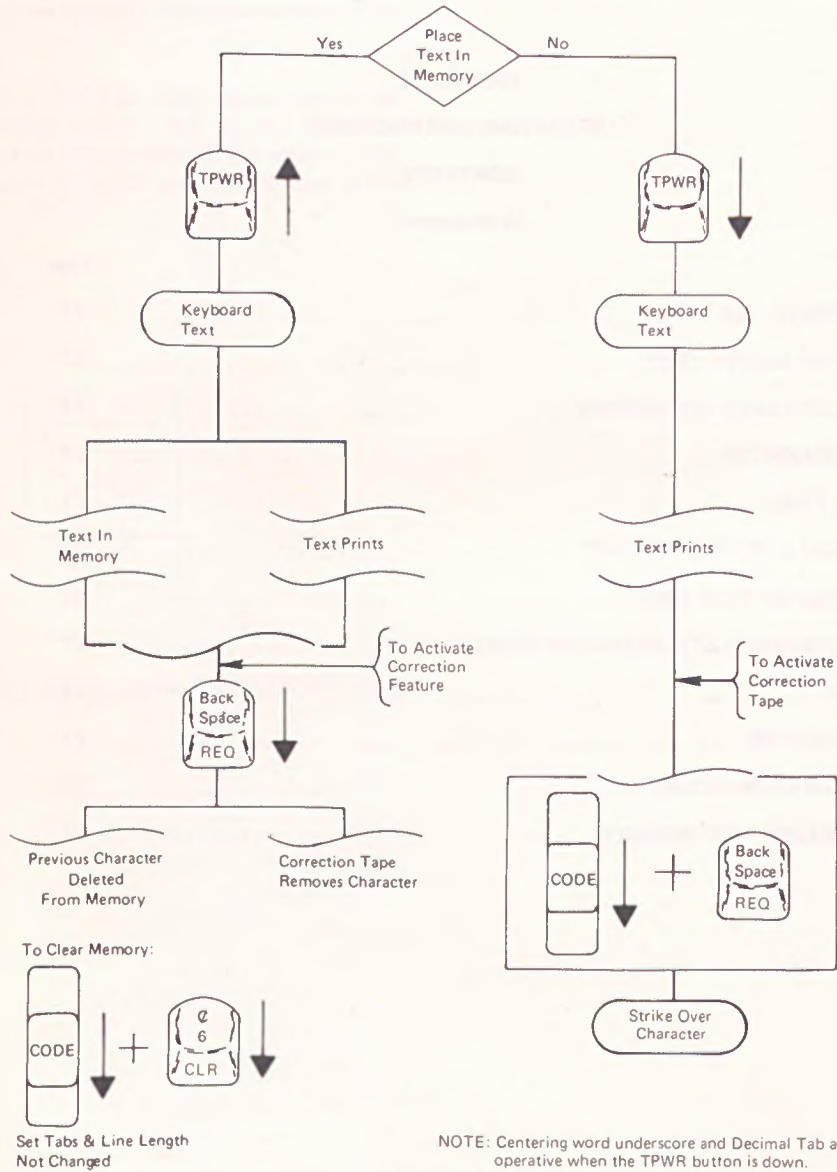 Place
Text In
Memory
Yes
No
TPWR
TPWR
Keyboard
Text
Keyboard
Text
Text In
Memory
Text Prints
Text Prints
To Activate
Correction
Feature
To Activate
Correction
Tape
Back
Space
REQ
Previous Character
Deleted
From Memory
Correction Tape
Removes Character
CODE
+
Back
Space
REQ
To Clear Memory:
CODE
+
¢
6
CLR
Strike Over
Character
Set Tabs & Line Length
Not Changed
NOTE: Centering word underscore and Decimal Tab a
operative when the TPWR button is down.